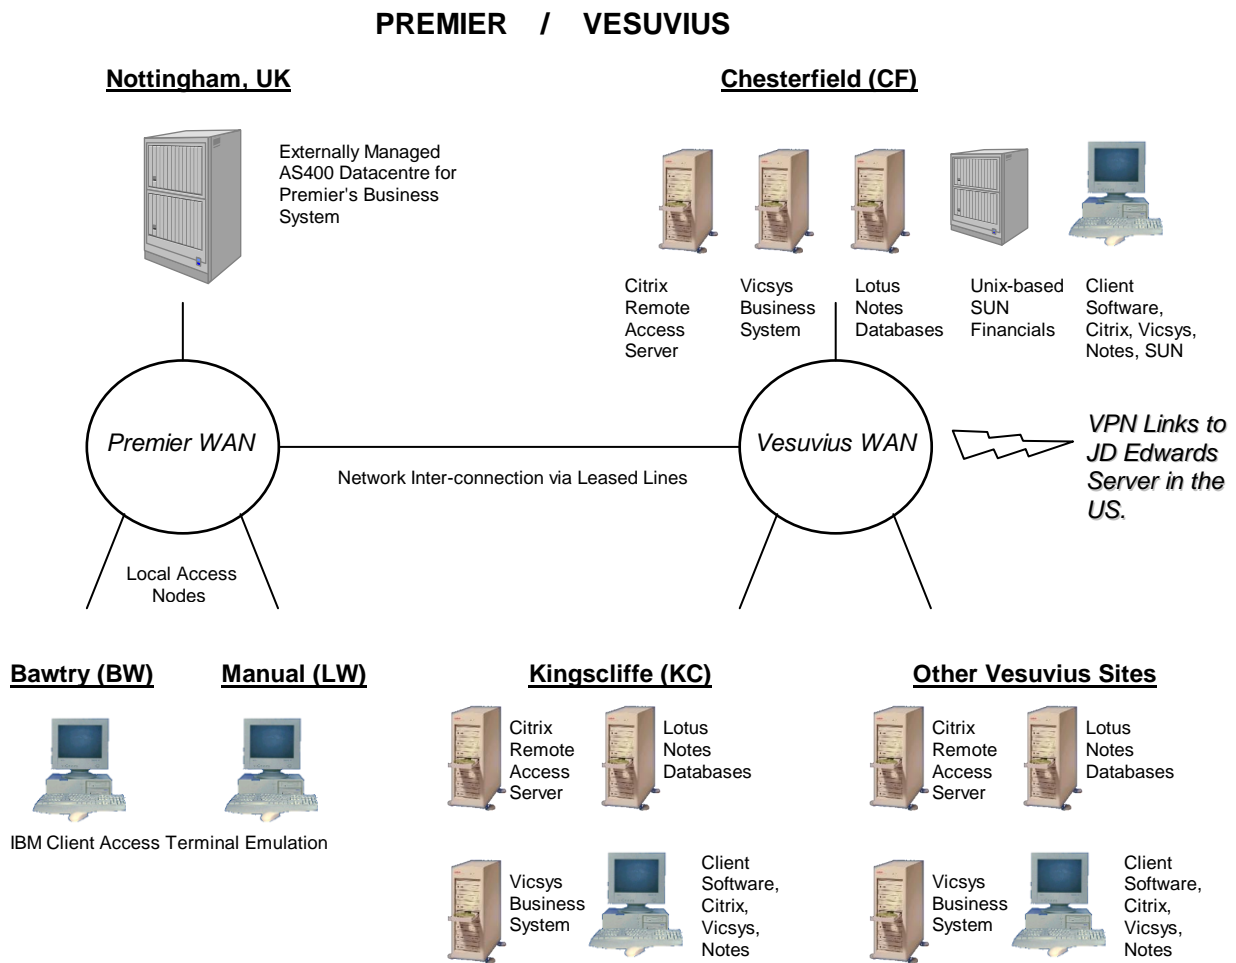 PREMIER / VESUVIUS
Nottingham, UK
Externally Managed
AS400 Datacentre for
Premier's Business
System
Chesterfield (CF)
Citrix
Remote
Access
Server
Vicsys
Business
System
Lotus
Notes
Databases
Unix-based
SUN
Financials
Client
Software,
Citrix, Vicsys,
Notes, SUN
Premier WAN
Network Inter-connection via Leased Lines
Vesuvius WAN
VPN Links to
JD Edwards
Server in the
US.
Local Access
Nodes
Bawtry (BW)
Manual (LW)
IBM Client Access Terminal Emulation
Kingscliffe (KC)
Citrix
Remote
Access
Server
Lotus
Notes
Databases
Vicsys
Business
System
Client
Software,
Citrix,
Vicsys,
Notes
Other Vesuvius Sites
Citrix
Remote
Access
Server
Lotus
Notes
Databases
Vicsys
Business
System
Client
Software,
Citrix,
Vicsys,
Notes